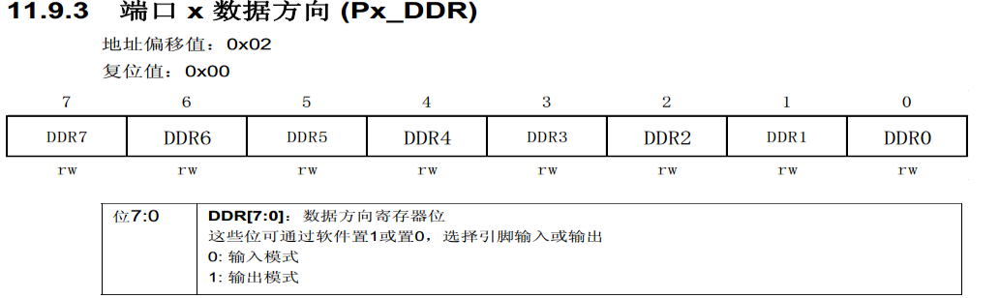 11.9.3 端口 x 数据方向 (Px_DDR)
地址偏移值：0x02
复位值：0x00
7 6 5 4 3 2 1 0
DDR7 DDR6 DDR5 DDR4 DDR3 DDR2 DDR1 DDR0
rw rw rw rw rw rw rw rw
位7:0 DDR[7:0]：数据方向寄存器位
这些位可通过软件置1或置0，选择引脚输入或输出
0: 输入模式
1: 输出模式